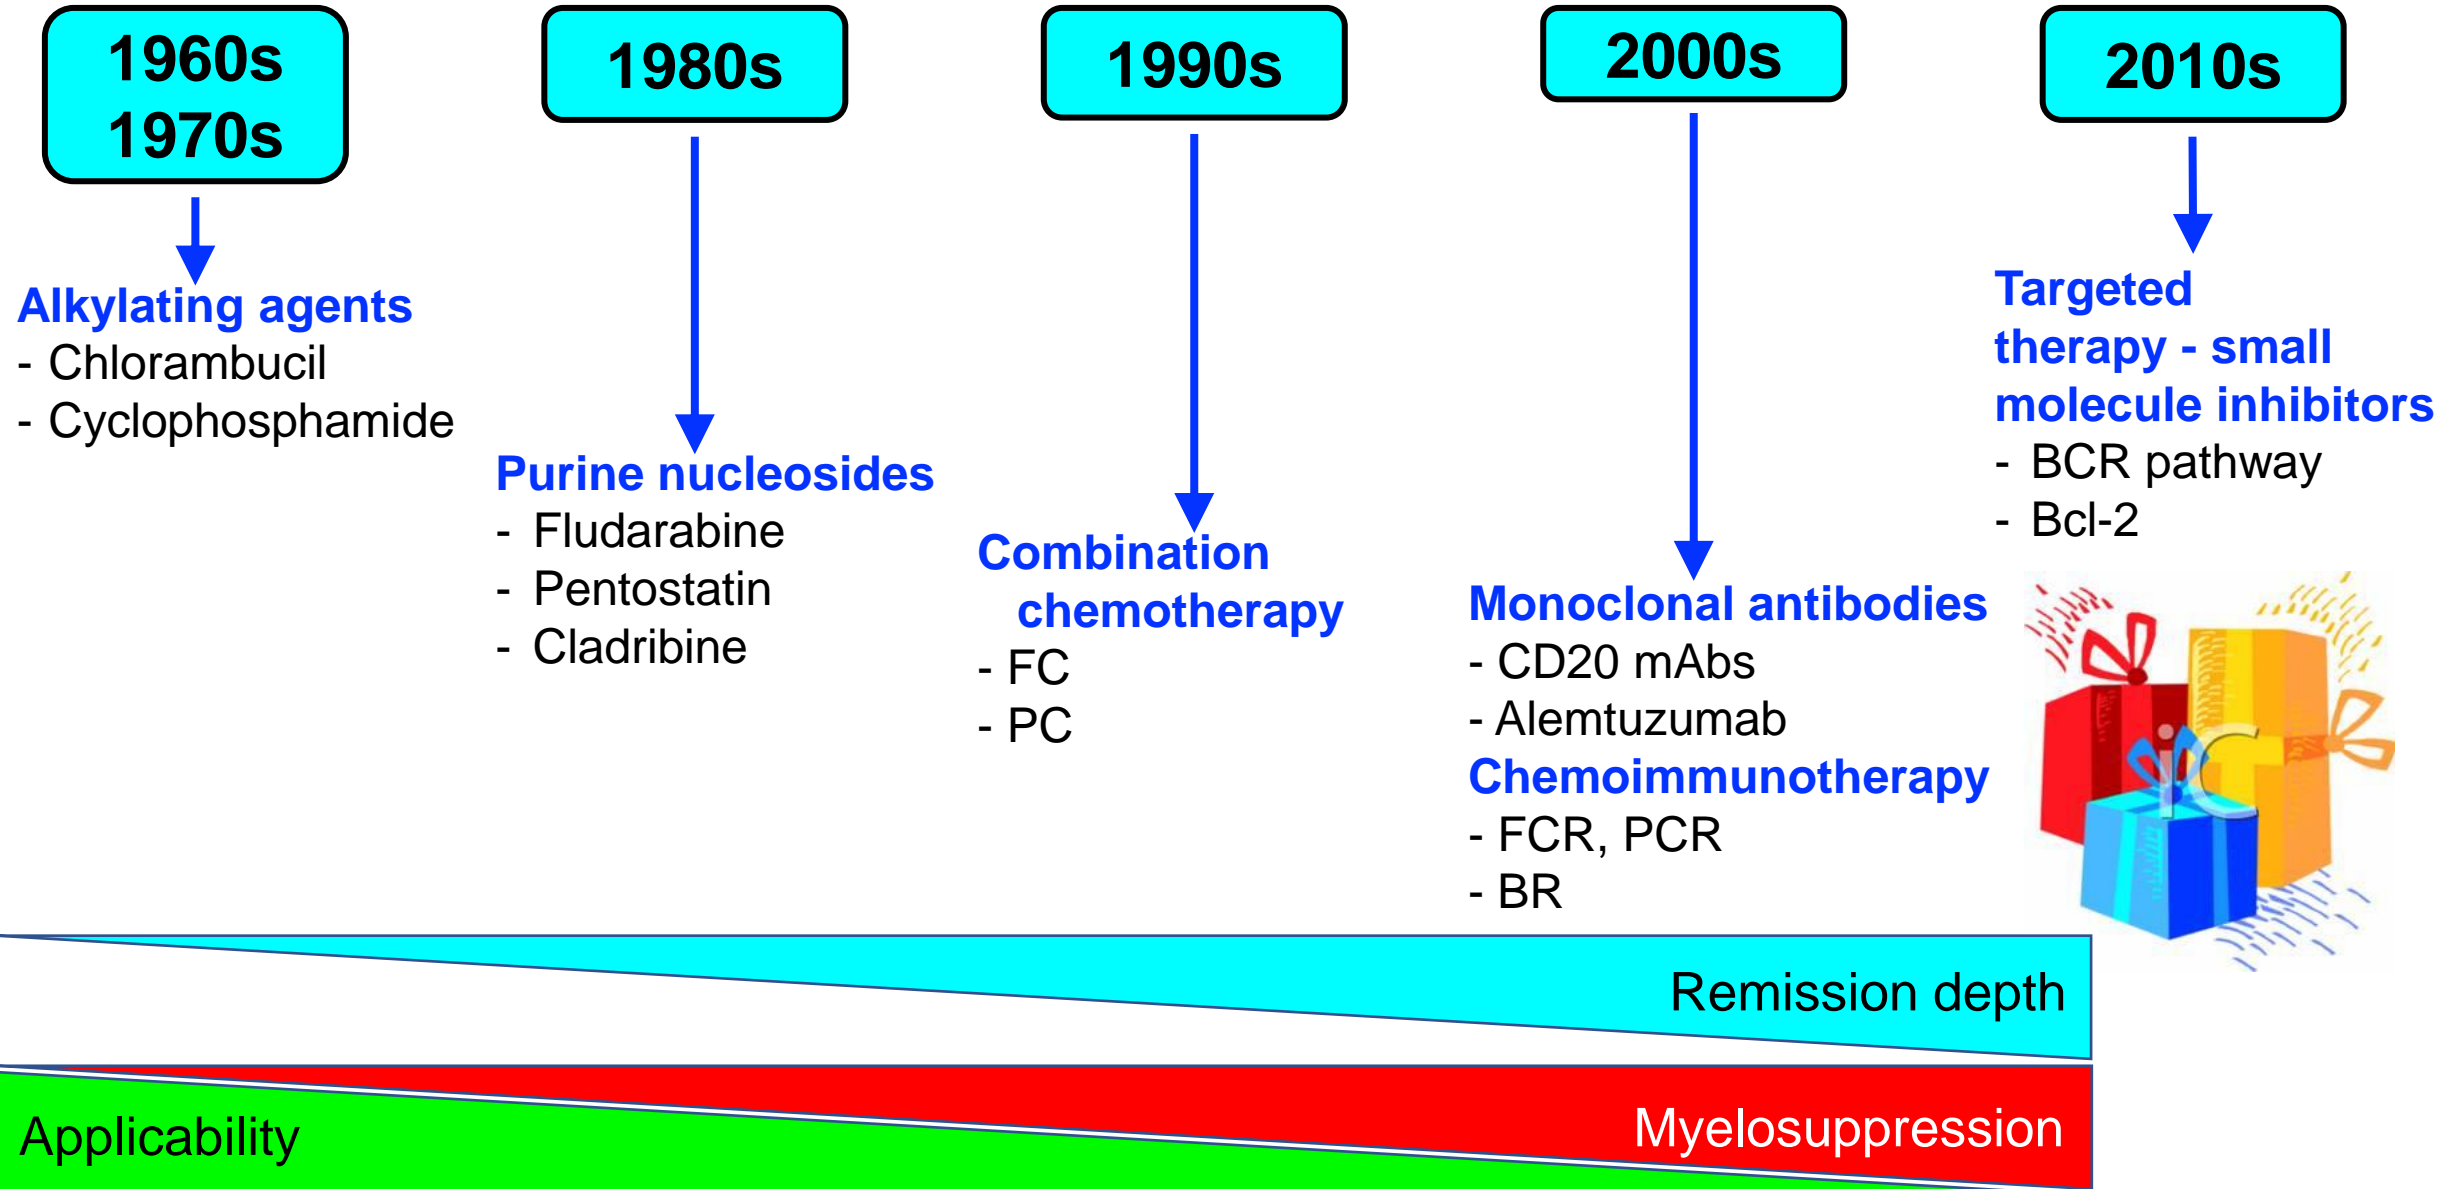 1960s
1970s
Alkylating agents
- Chlorambucil
- Cyclophosphamide
1980s
Purine nucleosides
- Fludarabine
- Pentostatin
- Cladribine
1990s
Combination
chemotherapy
- FC
- PC
2000s
Monoclonal antibodies
- CD20 mAbs
- Alemtuzumab
Chemoimmunotherapy
- FCR, PCR
- BR
2010s
Targeted
therapy - small
molecule inhibitors
- BCR pathway
- Bcl-2
iC
Remission depth
Myelosuppression
Applicability